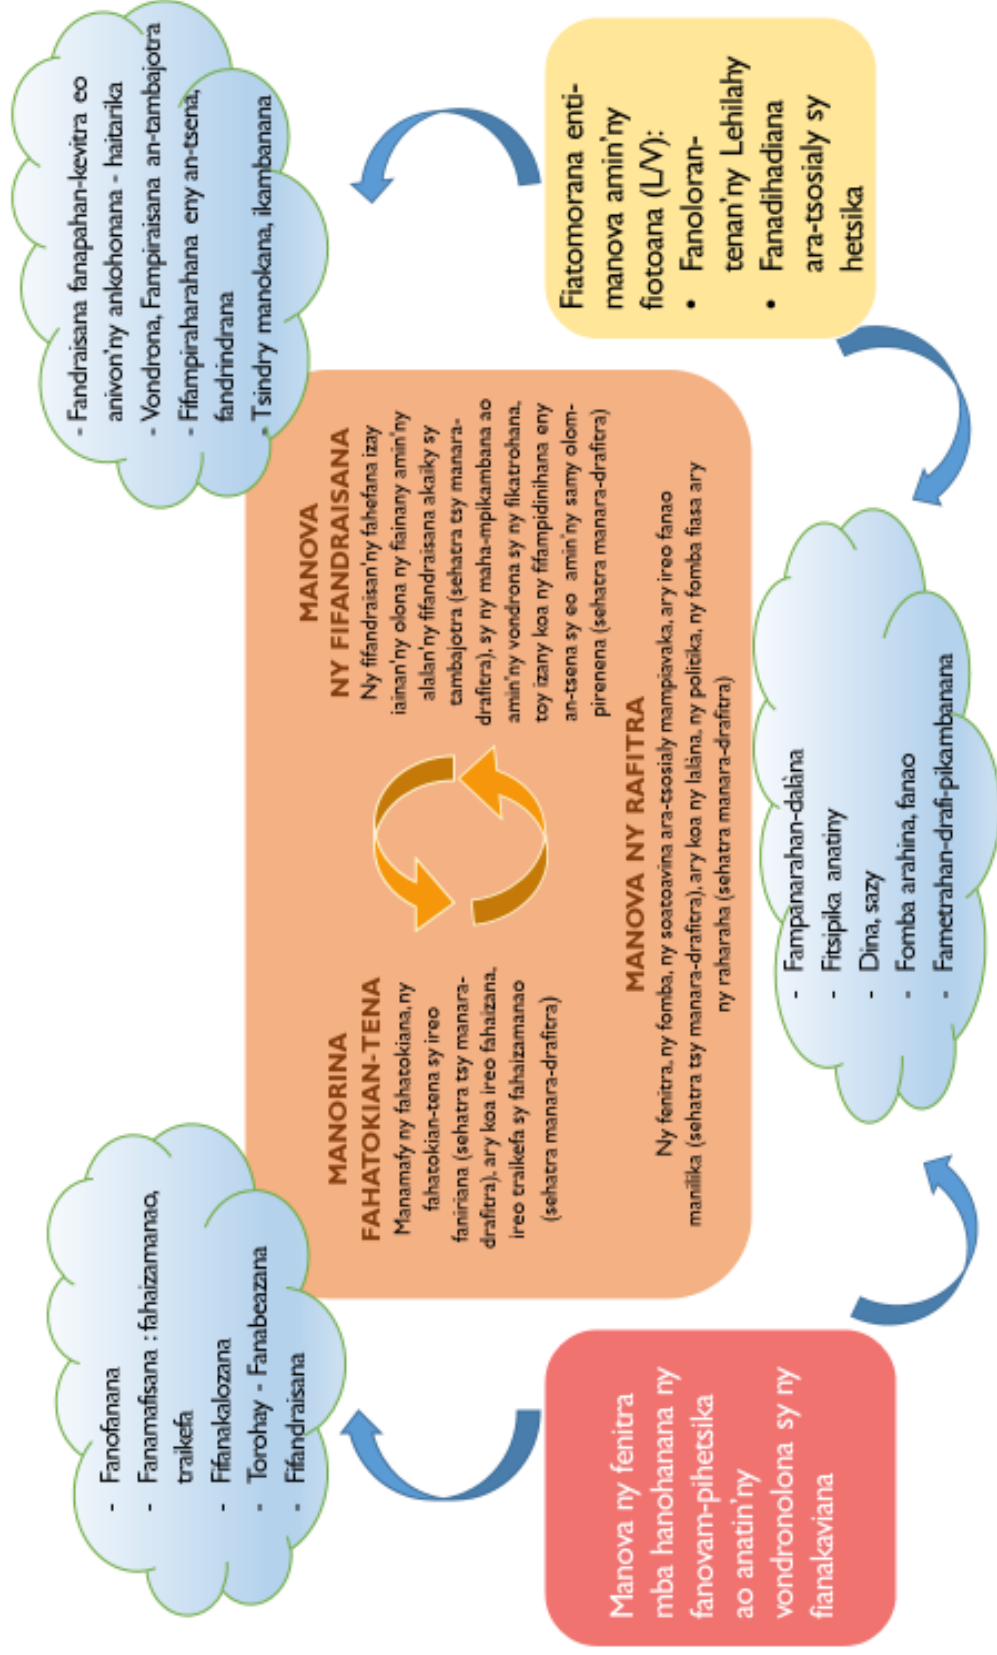 - Fanofanana
- Fanamafisana : fahaizamanao,
traikefa
- Fifanakalozana
- Torohay - Fanabeazana
- Fifandraisana
- Fandraisana fanapahan-kevitra eo
anivon'ny ankohonana - haitarika
- Vondrona, Fampiraisana an-tambajotra
- Fifampiraharahana eny an-tsena,
fandrindrana
- Tsindry manokana, ikambanana
MANORINA
FAHATOKIAN-TENA
Manamafy ny fahatokiana, ny
fahatokian-tena sy ireo
faniriana (sehatra tsy manara-
drafitra), ary koa ireo fahaizana,
ireo traikefa sy fahaizamanao
(sehatra manara-drafitra)
MANOVA
NY FIFANDRAISANA
Ny fifandraisan'ny fahefana izay
iainan'ny olona ny fiainany amin'ny
alalan'ny fifandraisana akaiky sy
tambajotra (sehatra tsy manara-
drafitra), sy ny maha-mpikambana ao
amin'ny vondrona sy ny fikatrohana,
toy izany koa ny fifampidinihana eny
an-tsena sy eo amin'ny samy olom-
pirenena (sehatra manara-drafitra)
MANOVA NY RAFITRA
Ny fenitra, ny fomba, ny soatoavina ara-tsosialy mampiavaka, ary ireo fanao
manilika (sehatra tsy manara-drafitra), ary koa ny lalàna, ny politika, ny fomba fiasa ary
ny raharaha (sehatra manara-drafitra)
Manova ny fenitra
mba hanohanana ny
fanovam-pihetsika
ao anatin'ny
vondronolona sy ny
fianakaviana
Fiatomorana enti-
manova amin'ny
fiotoana (L/V):
• Fanoloran-
tenan'ny Lehilahy
• Fanadihadiana
ara-tsosialy sy
hetsika
- Fampanarahan-dalàna
- Fitsipika anatiny
- Dina, sazy
- Fomba arahina, fanao
- Fametrahan-drafi-pikambanana